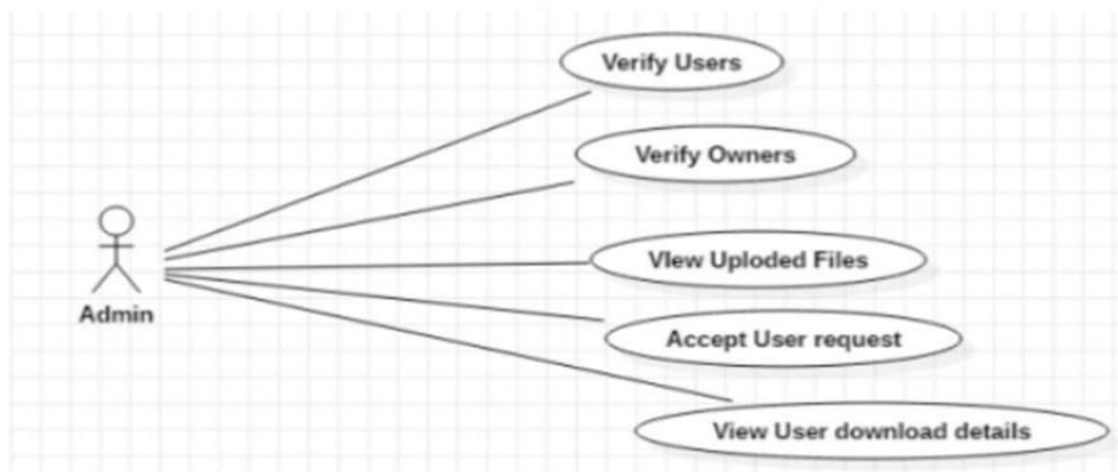 Verify Users
Verify Owners
VIew Uploded Files
Admin
Accept User request
View User download details